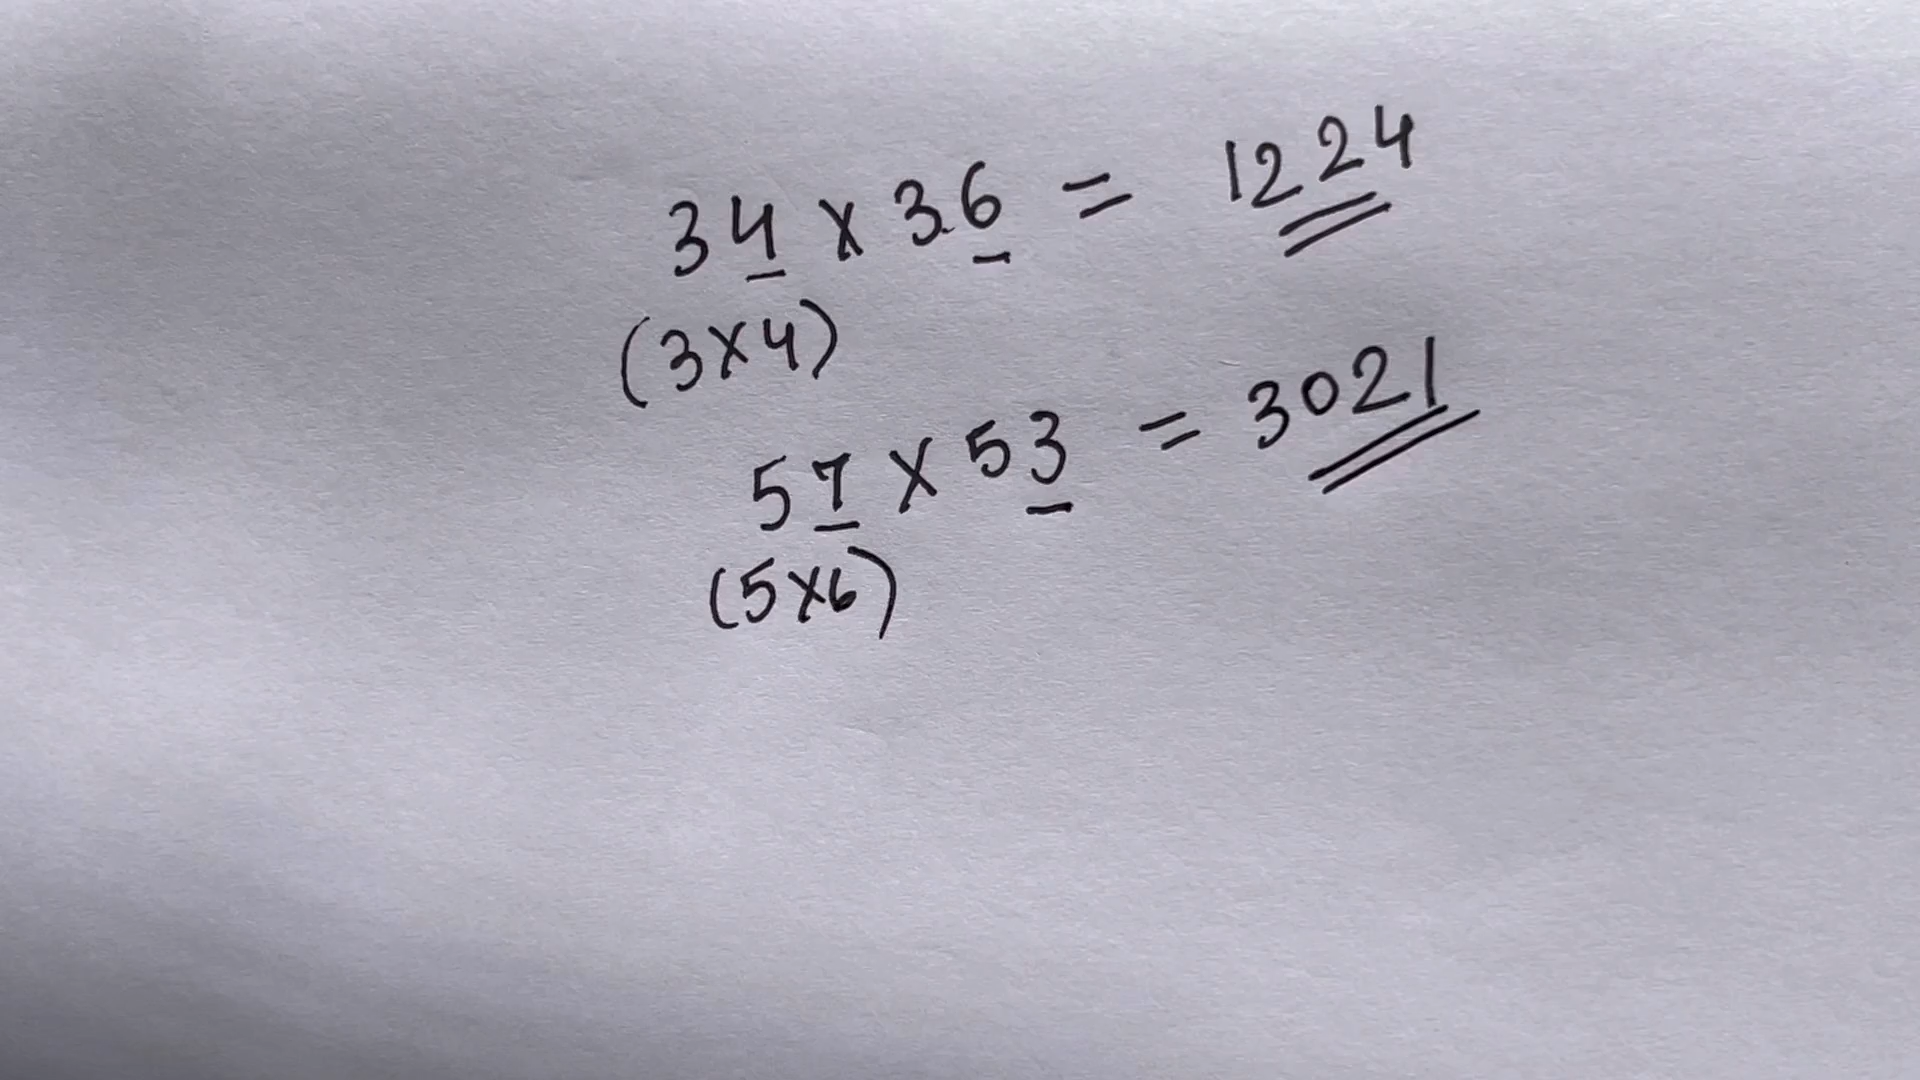 34 x 36 = 1224
(3x4)
57 x 53 = 3021
(5x6)